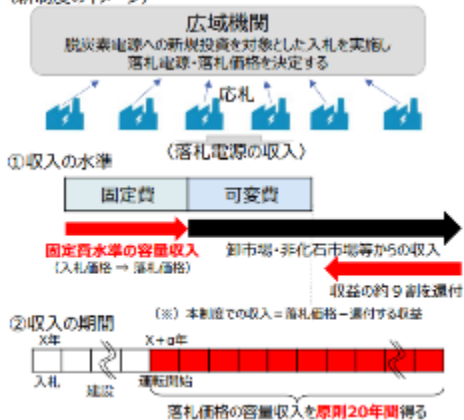 広域機関
脱炭素電源への新規投資を対象とした入札を実施し
落札電源・落札価格を決定する
応札
(落札電源の収入)
①収入の水準
固定費
可変費
固定費水準の容量収入
(入札価格 → 落札価格)
卸市場・非化石市場等からの収入
収益の約9割を還付
(※) 本制度での収入=落札価格-還付する収益
②収入の期間
X年
X+α年
入札
建設
運転開始
落札価格の容量収入を原則20年間得る